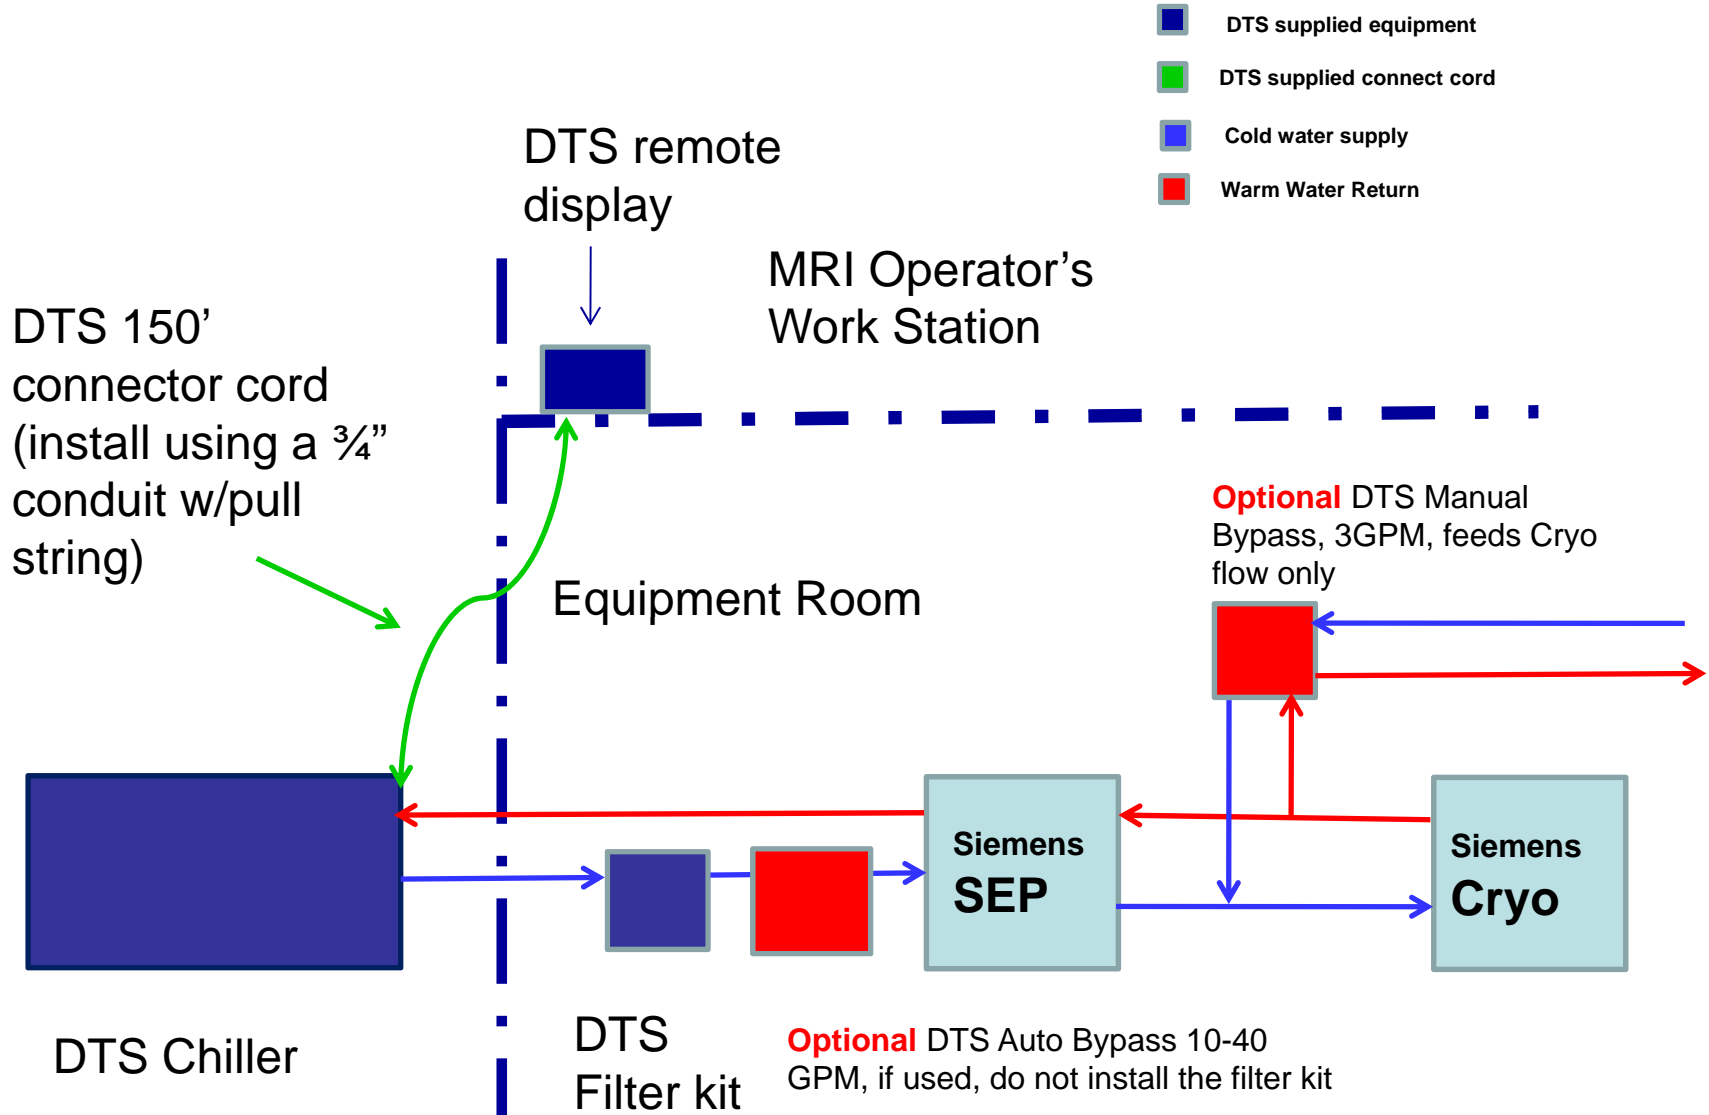 DTS supplied equipment
DTS supplied connect cord
Cold water supply
Warm Water Return
DTS remote
display
MRI Operator’s
Work Station
DTS 150’
connector cord
(install using a ¾”
conduit w/pull
string)
Optional DTS Manual
Bypass, 3GPM, feeds Cryo
flow only
Equipment Room
Siemens
SEP
Siemens
Cryo
DTS Chiller
DTS
Filter kit
Optional DTS Auto Bypass 10-40
GPM, if used, do not install the filter kit